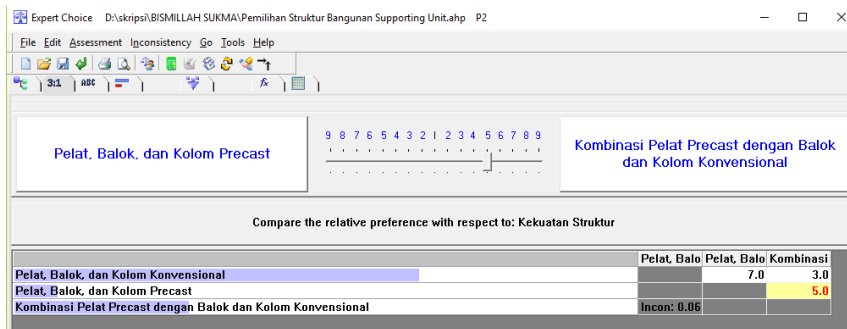 Expert Choice D:\skripsi\BISMILLAH SUKMA\Pemilihan Struktur Bangunan Supporting Unit.ahp P2
File Edit Assessment Inconsistency Go Tools Help
3:1 ABC fx
9 8 7 6 5 4 3 2 1 2 3 4 5 6 7 8 9
Pelat, Balok, dan Kolom Precast
Kombinasi Pelat Precast dengan Balok
dan Kolom Konvensional
Compare the relative preference with respect to: Kekuatan Struktur
Pelat, Balo Pelat, Balo Kombinasi
Pelat, Balok, dan Kolom Konvensional 7.0 3.0
Pelat, Balok, dan Kolom Precast 5.0
Kombinasi Pelat Precast dengan Balok dan Kolom Konvensional Incon: 0.06